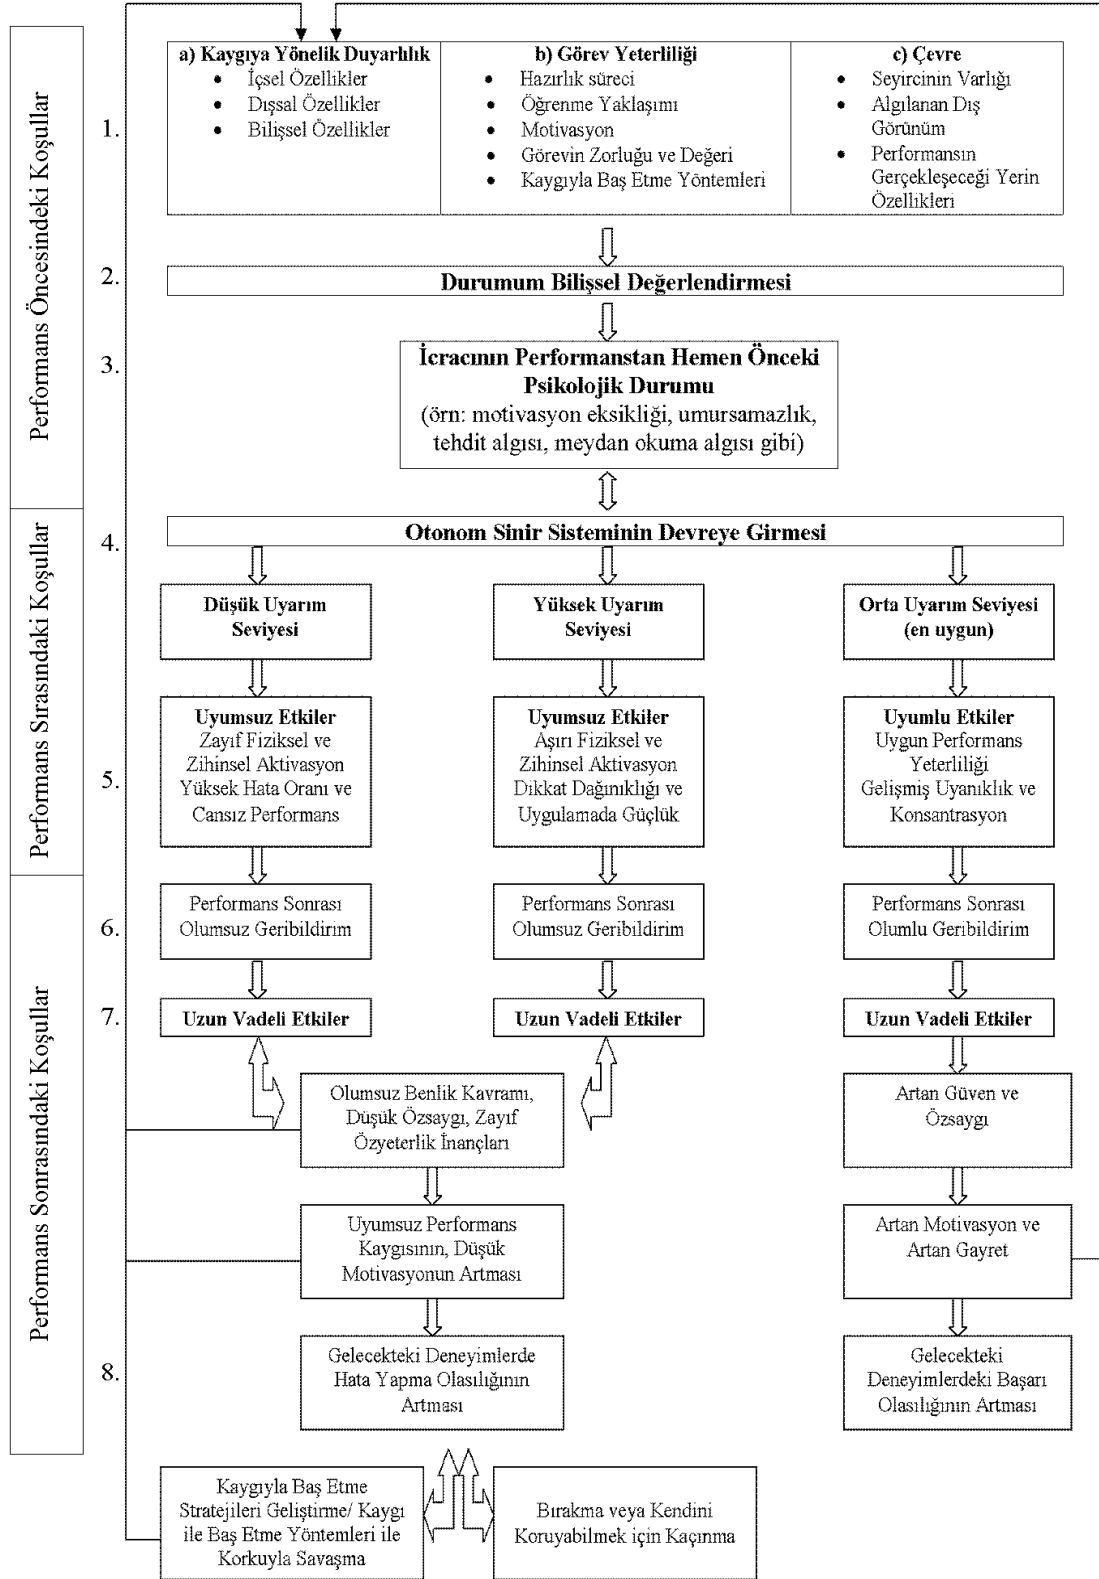 Performans Öncesindeki Koşullar
1.
a) Kaygıya Yönelik Duyarlılık
• İçsel Özellikler
• Dışsal Özellikler
• Bilişsel Özellikler
b) Görev Yeterliliği
• Hazırlık süreci
• Öğrenme Yaklaşımı
• Motivasyon
• Görevin Zorluğu ve Değeri
• Kaygıyla Baş Etme Yöntemleri
c) Çevre
• Seyircinin Varlığı
• Algılanan Dış
Görünüm
• Performansın
Gerçekleşeceği Yerin
Özellikleri
2.
Durumum Bilişsel Değerlendirmesi
3.
İcracının Performanstan Hemen Önceki
Psikolojik Durumu
(örn: motivasyon eksikliği, umursamazlık,
tehdit algısı, meydan okuma algısı gibi)
Performans Sırasındaki Koşullar
4.
Otonom Sinir Sisteminin Devreye Girmesi
Düşük Uyarım
Seviyesi
Yüksek Uyarım
Seviyesi
Orta Uyarım Seviyesi
(en uygun)
5.
Uyumsuz Etkiler
Zayıf Fiziksel ve
Zihinsel Aktivasyon
Yüksek Hata Oranı ve
Cansız Performans
Uyumsuz Etkiler
Aşırı Fiziksel ve
Zihinsel Aktivasyon
Dikkat Dağınıklığı ve
Uygulamada Güçlük
Uyumlu Etkiler
Uygun Performans
Yeterliliği
Gelişmiş Uyanıklık ve
Konsantrasyon
Performans Sonrasındaki Koşullar
6.
Performans Sonrası
Olumsuz Geribildirim
Performans Sonrası
Olumsuz Geribildirim
Performans Sonrası
Olumlu Geribildirim
7.
Uzun Vadeli Etkiler
Uzun Vadeli Etkiler
Uzun Vadeli Etkiler
Olumsuz Benlik Kavramı,
Düşük Özsaygı, Zayıf
Özyeterlik İnançları
Artan Güven ve
Özsaygı
Uyumsuz Performans
Kaygısının, Düşük
Motivasyonun Artması
Artan Motivasyon ve
Artan Gayret
8.
Gelecekteki Deneyimlerde
Hata Yapma Olasılığının
Artması
Gelecekteki
Deneyimlerdeki Başarı
Olasılığının Artması
Kaygıyla Baş Etme
Stratejileri Geliştirme/ Kaygı
ile Baş Etme Yöntemleri ile
Korkuyla Savaşma
Bırakma veya Kendini
Koruyabilmek için Kaçınma